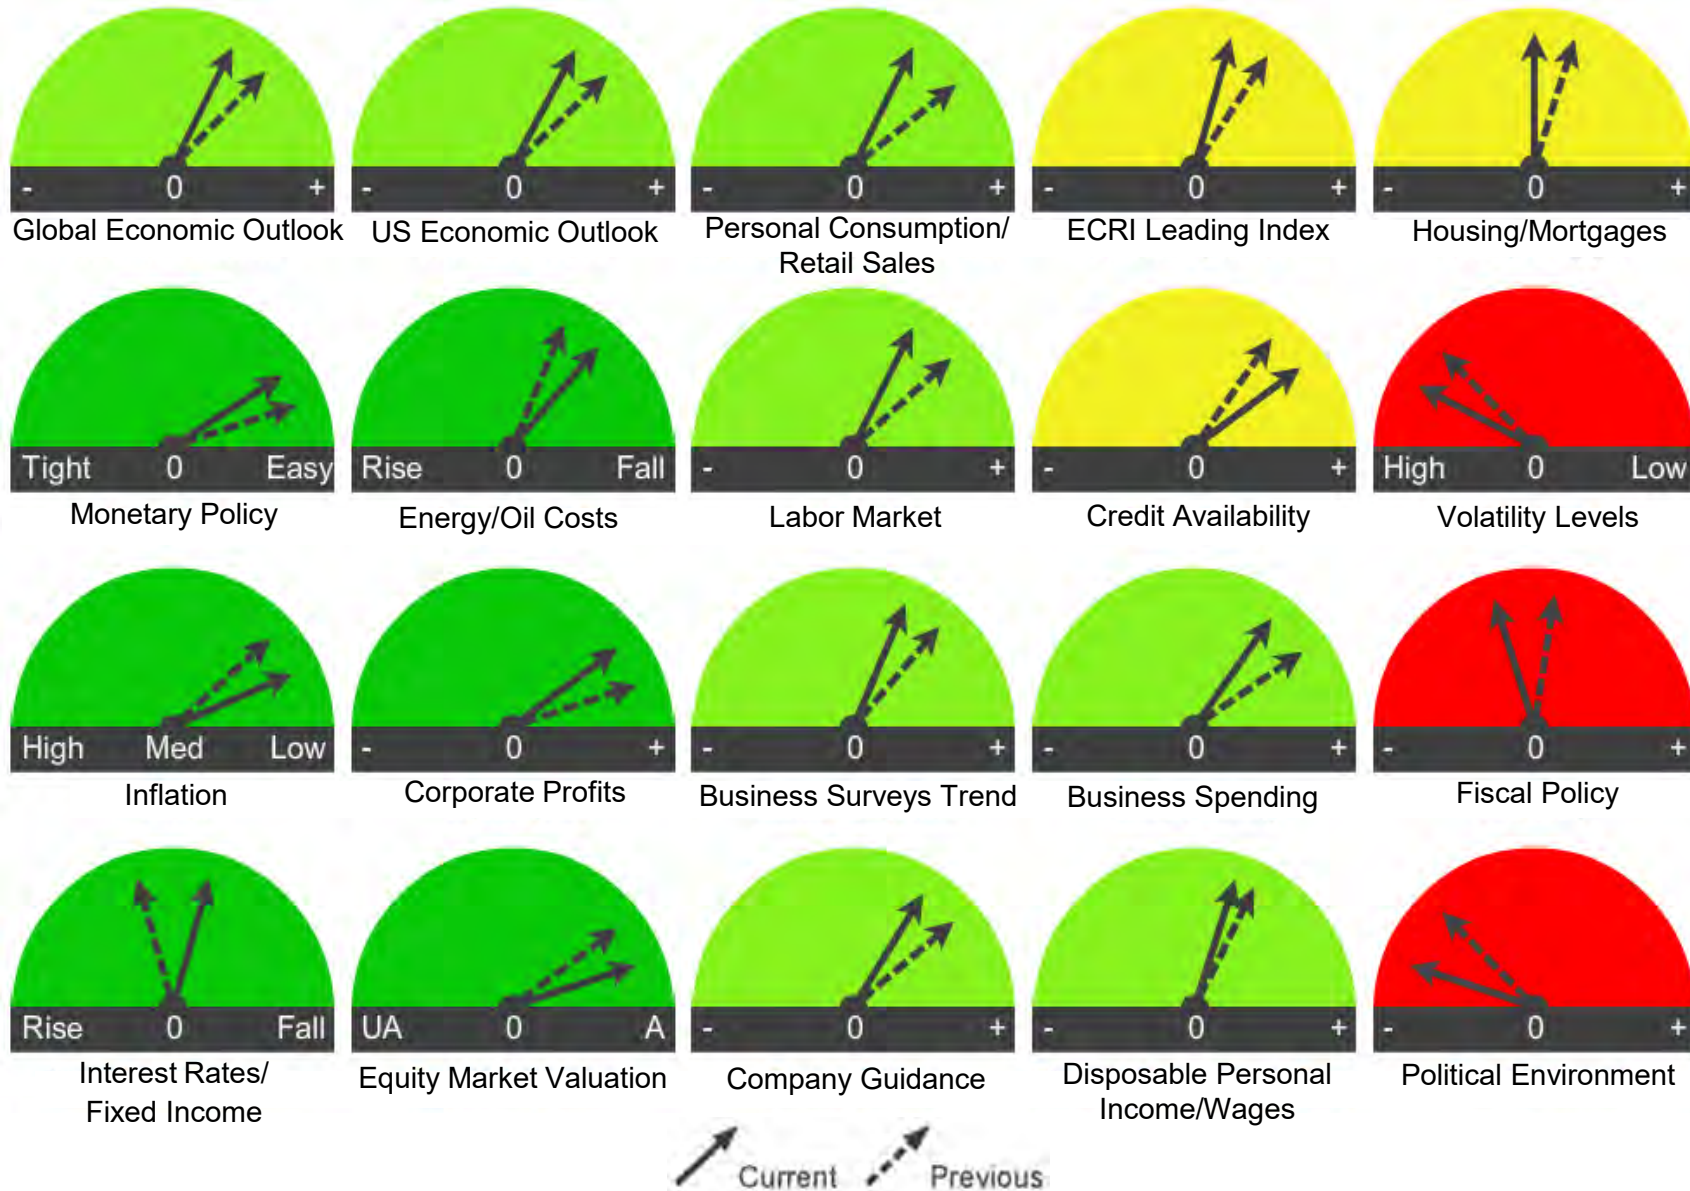 - 0 +
Global Economic Outlook
- 0 +
US Economic Outlook
- 0 +
Personal Consumption/
Retail Sales
- 0 +
ECRI Leading Index
- 0 +
Housing/Mortgages
Tight 0 Easy
Monetary Policy
Rise 0 Fall
Energy/Oil Costs
- 0 +
Labor Market
- 0 +
Credit Availability
High 0 Low
Volatility Levels
High Med Low
Inflation
- 0 +
Corporate Profits
- 0 +
Business Surveys Trend
- 0 +
Business Spending
- 0 +
Fiscal Policy
Rise 0 Fall
Interest Rates/
Fixed Income
UA 0 A
Equity Market Valuation
- 0 +
Company Guidance
- 0 +
Disposable Personal
Income/Wages
- 0 +
Political Environment
Current Previous